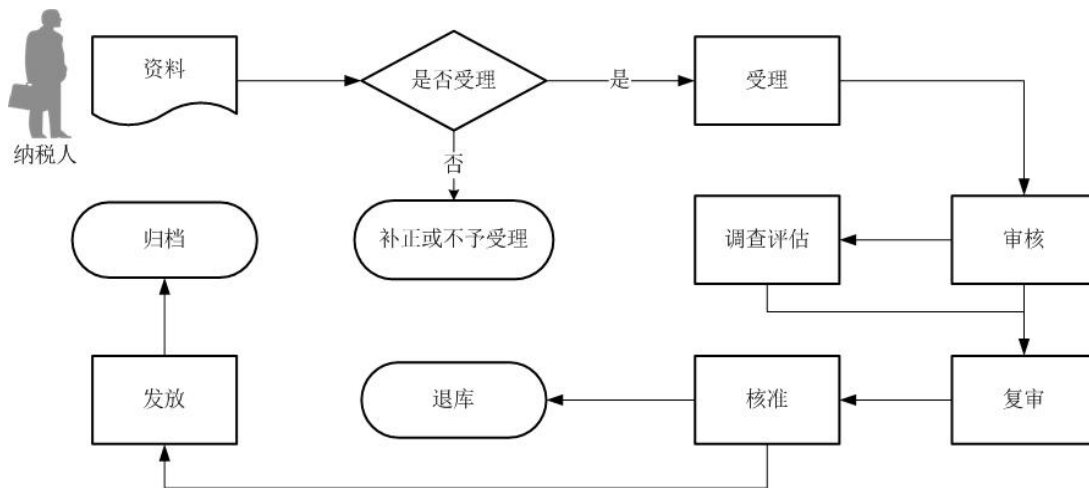 资料
是否受理
是
受理
纳税人
否
归档
补正或不予受理
调查评估
审核
发放
退库
核准
复审